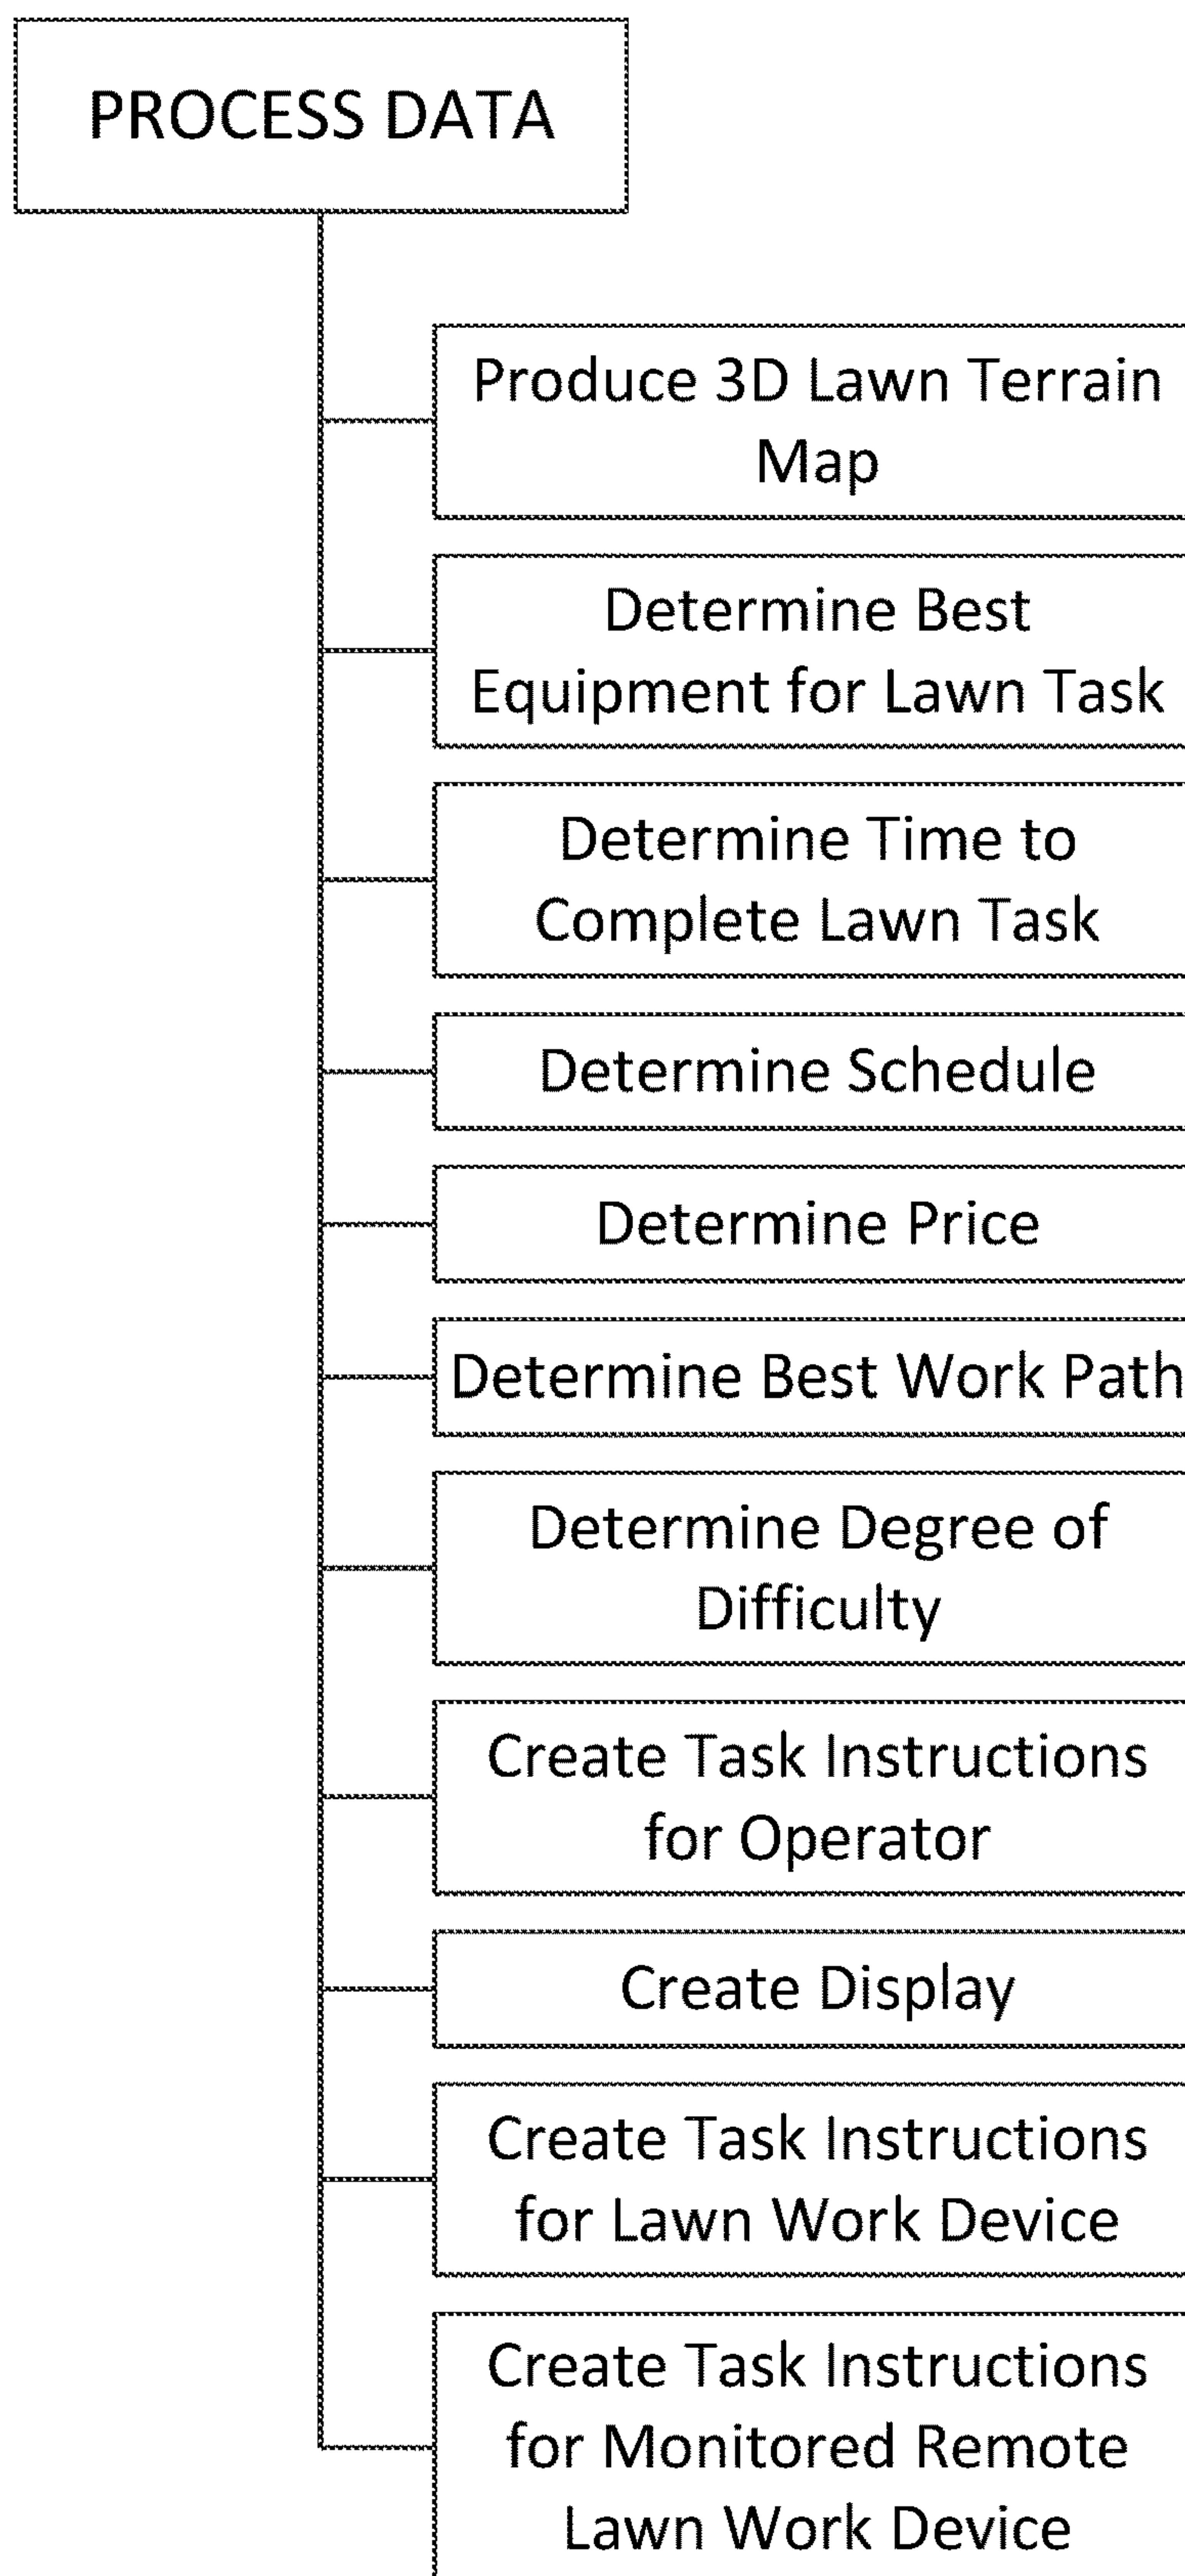 PROCESS DATA
Produce 3D Lawn Terrain
Map
Determine Best
Equipment for Lawn Task
Determine Time to
Complete Lawn Task
Determine Schedule
Determine Price
Determine Best Work Path
Determine Degree of
Difficulty
Create Task Instructions
for Operator
Create Display
Create Task Instructions
for Lawn Work Device
Create Task Instructions
for Monitored Remote
Lawn Work Device